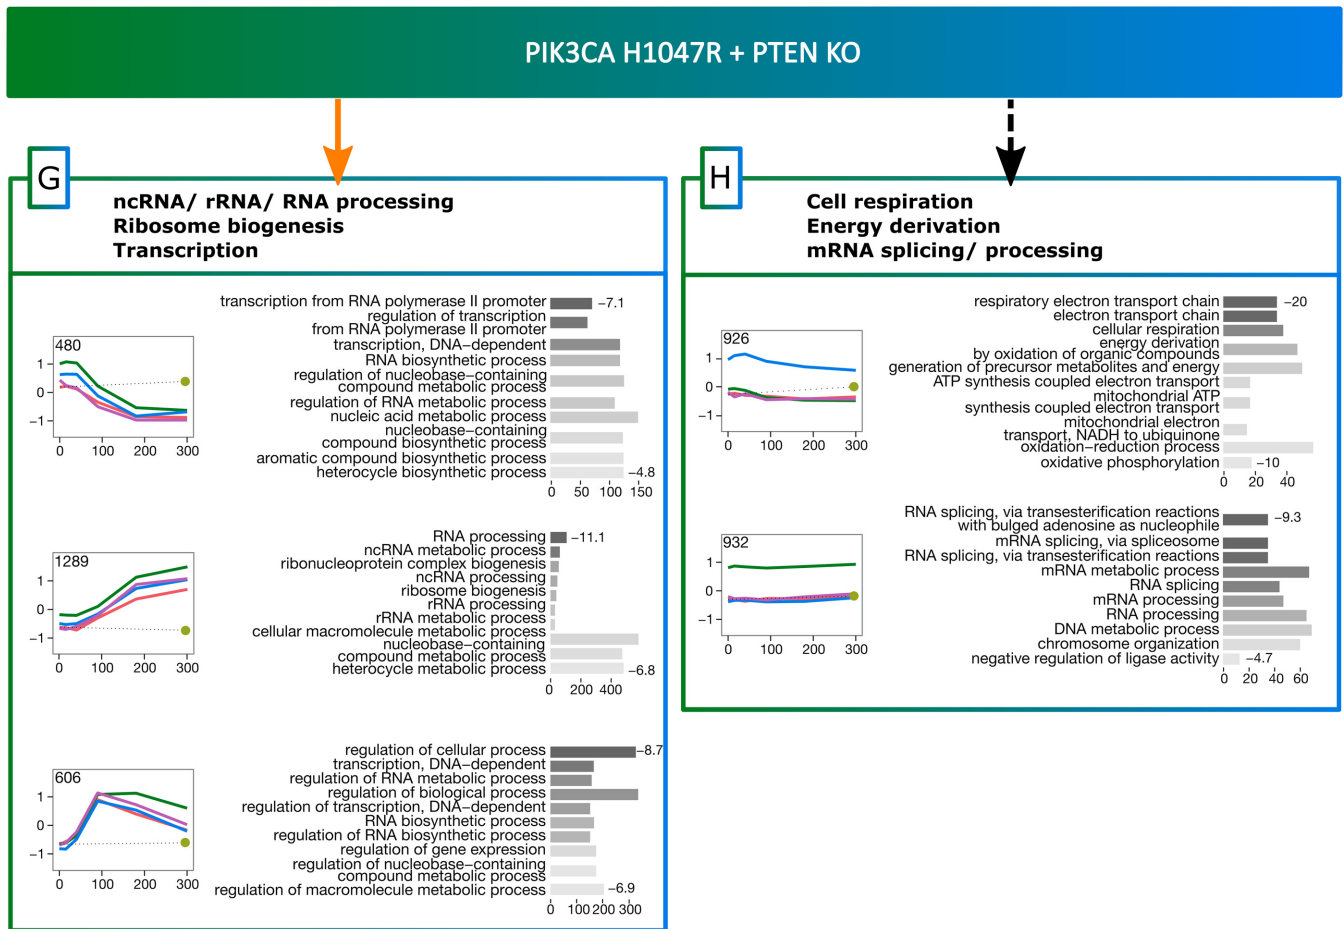 PIK3CA H1047R + PTEN KO
G
ncRNA/ rRNA/ RNA processing
Ribosome biogenesis
Transcription
480
1
0
−1
0 100 200 300
transcription from RNA polymerase II promoter
−7.1
regulation of transcription
from RNA polymerase II promoter
transcription, DNA−dependent
RNA biosynthetic process
regulation of nucleobase−containing
compound metabolic process
regulation of RNA metabolic process
nucleic acid metabolic process
nucleobase−containing
compound biosynthetic process
aromatic compound biosynthetic process
heterocycle biosynthetic process
−4.8
0 50 100 150
1289
1
0
−1
0 100 200 300
RNA processing
−11.1
ncRNA metabolic process
ribonucleoprotein complex biogenesis
ncRNA processing
ribosome biogenesis
rRNA processing
rRNA metabolic process
cellular macromolecule metabolic process
nucleobase−containing
compound metabolic process
heterocycle metabolic process
−6.8
0 200 400
606
1
0
−1
0 100 200 300
regulation of cellular process
−8.7
transcription, DNA−dependent
regulation of RNA metabolic process
regulation of biological process
regulation of transcription, DNA−dependent
RNA biosynthetic process
regulation of RNA biosynthetic process
regulation of gene expression
regulation of nucleobase−containing
compound metabolic process
regulation of macromolecule metabolic process
−6.9
0 100 200 300
H
Cell respiration
Energy derivation
mRNA splicing/ processing
926
1
0
−1
0 100 200 300
respiratory electron transport chain
−20
electron transport chain
cellular respiration
energy derivation
by oxidation of organic compounds
generation of precursor metabolites and energy
ATP synthesis coupled electron transport
mitochondrial ATP
synthesis coupled electron transport
mitochondrial electron
transport, NADH to ubiquinone
oxidation−reduction process
oxidative phosphorylation
−10
0 20 40
932
1
0
−1
0 100 200 300
RNA splicing, via transesterification reactions
with bulged adenosine as nucleophile
−9.3
mRNA splicing, via spliceosome
RNA splicing, via transesterification reactions
mRNA metabolic process
RNA splicing
mRNA processing
RNA processing
DNA metabolic process
chromosome organization
negative regulation of ligase activity
−4.7
0 20 40 60